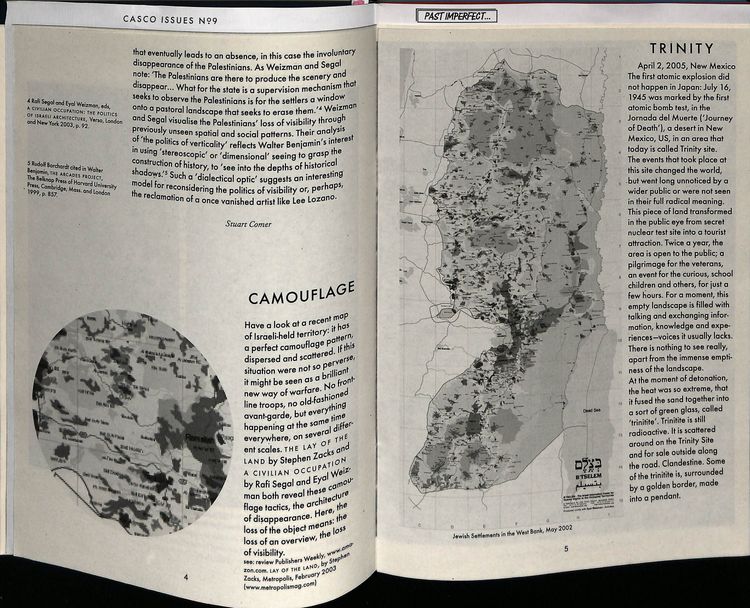 CASCO ISSUES Nº9
that eventually leads to an absence, in this case the involuntary
disappearance of the Palestinians. As Weizman and Segal
note: 'The Palestinians are there to produce the scenery and
disappear... What for the state is a supervision mechanism that
seeks to observe the Palestinians is for the settlers a window
onto a pastoral landscape that seeks to erase them.'4 Weizman
and Segal visualise the Palestinians' loss of visibility through
previously unseen spatial and social patterns. Their analysis
of 'the politics of verticality' reflects Walter Benjamin's interest
in using 'stereoscopic' or 'dimensional' seeing to grasp the
construction of history, to 'see into the depths of historical
shadows.'5 Such a 'dialectical optic' suggests an interesting
model for reconsidering the politics of visibility or, perhaps,
the reclamation of a once vanished artist like Lee Lozano.
Stuart Comer
4 Rafi Segal and Eyal Weizman, eds,
A CIVILIAN OCCUPATION: THE POLITICS
OF ISRAELI ARCHITECTURE, Verso, London
and New York 2003, p. 92.
5 Rudolf Borchardt cited in Walter
Benjamin, THE ARCADES PROJECT,
The Belknap Press of Harvard University
Press, Cambridge, Mass. and London
1999, p. 857.
CAMOUFLAGE
Have a look at a recent map
of Israeli-held territory: it has
a perfect camouflage pattern,
dispersed and scattered. If this
situation were not so perverse,
it might be seen as a brilliant
new way of warfare. No front-
line troops, no old-fashioned
avant-garde, but everything
happening at the same time
everywhere, on several differ-
ent scales. THE LAY OF THE
LAND by Stephen Zacks and
A CIVILIAN OCCUPATION
by Rafi Segal and Eyal Weiz-
man both reveal these camou-
flage tactics, the architecture
of disappearance. Here, the
loss of the object means: the
loss of an overview, the loss
of visibility.
see: review Publishers Weekly, www.ama-
zon.com. LAY OF THE LAND, by Stephen
Zacks, Metropolis, February 2003
(www.metropolismag.com)
4
PAST IMPERFECT...
Dead Sea
בצלם
B'TSELEM
بتسيلم
Jewish Settlements in the West Bank, May 2002
5
TRINITY
April 2, 2005, New Mexico
The first atomic explosion did
not happen in Japan: July 16,
1945 was marked by the first
atomic bomb test, in the
Jornada del Muerte ('Journey
of Death'), a desert in New
Mexico, US, in an area that
today is called Trinity site.
The events that took place at
this site changed the world,
but went long unnoticed by a
wider public or were not seen
in their full radical meaning.
This piece of land transformed
in the public eye from secret
nuclear test site into a tourist
attraction. Twice a year, the
area is open to the public; a
pilgrimage for the veterans,
an event for the curious, school
children and others, for just a
few hours. For a moment, this
empty landscape is filled with
talking and exchanging infor-
mation, knowledge and expe-
riences—voices it usually lacks.
There is nothing to see really,
apart from the immense empti-
ness of the landscape.
At the moment of detonation,
the heat was so extreme, that
it fused the sand together into
a sort of green glass, called
'trinitite'. Trinitite is still
radioactive. It is scattered
around on the Trinity Site
and for sale outside along
the road. Clandestine. Some
of the trinitite is, surrounded
by a golden border, made
into a pendant.